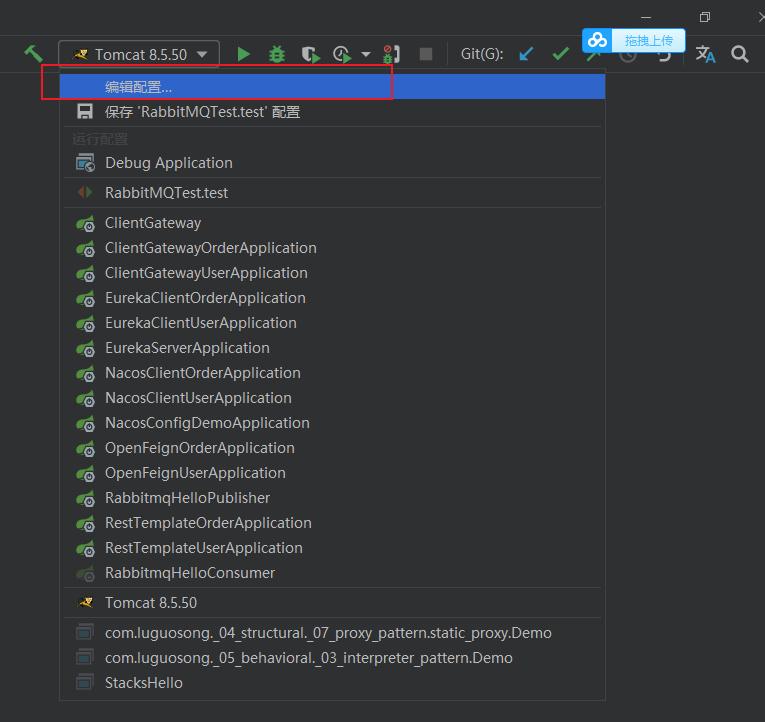 Tomcat 8.5.50
Git(G):
拖拽上传
编辑配置...
保存 'RabbitMQTest.test' 配置
运行配置
Debug Application
RabbitMQTest.test
ClientGateway
ClientGatewayOrderApplication
ClientGatewayUserApplication
EurekaClientOrderApplication
EurekaClientUserApplication
EurekaServerApplication
NacosClientOrderApplication
NacosClientUserApplication
NacosConfigDemoApplication
OpenFeignOrderApplication
OpenFeignUserApplication
RabbitmqHelloPublisher
RestTemplateOrderApplication
RestTemplateUserApplication
RabbitmqHelloConsumer
Tomcat 8.5.50
com.luguosong._04_structural._07_proxy_pattern.static_proxy.Demo
com.luguosong._05_behavioral._03_interpreter_pattern.Demo
StacksHello